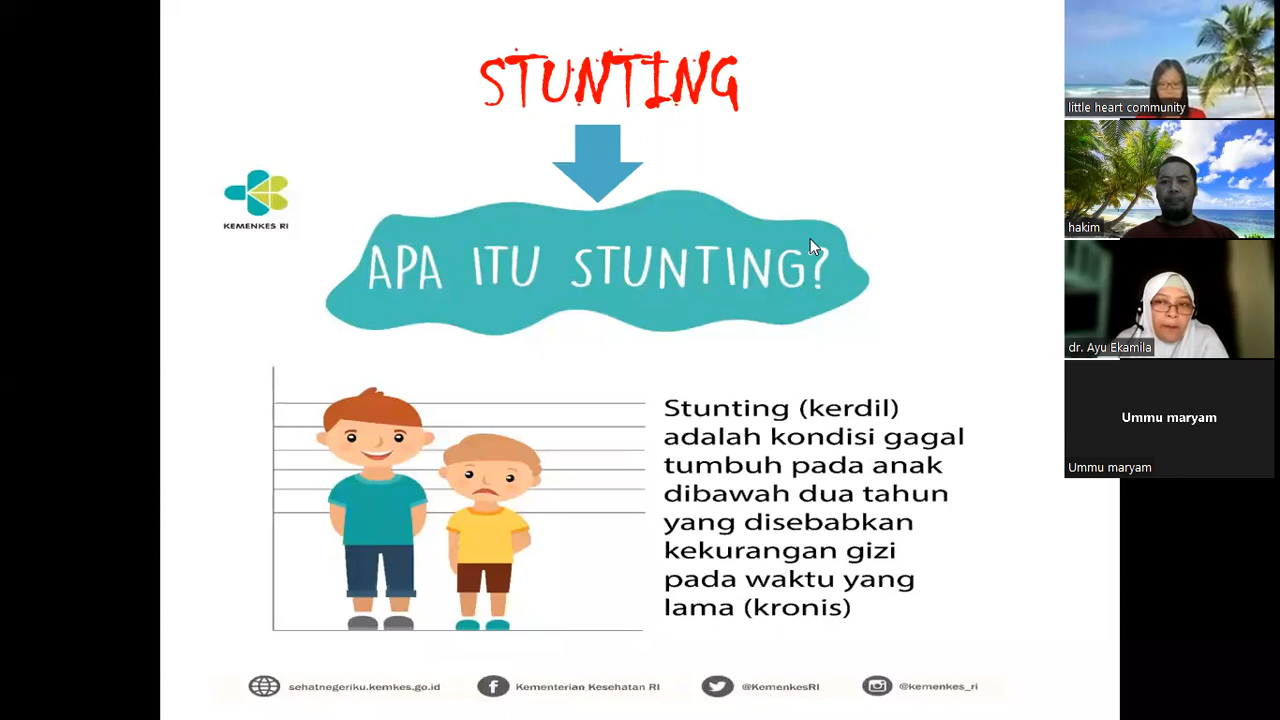 STUNTING
KEMENKES RI
APA ITU STUNTING?
Stunting (kerdil)
adalah kondisi gagal
tumbuh pada anak
dibawah dua tahun
yang disebabkan
kekurangan gizi
pada waktu yang
lama (kronis)
sehatnegeriku.kemkes.go.id
Kementerian Kesehatan RI
@KemenkesRI
@kemenkes_ri
little heart community
hakim
dr. Ayu Ekamila
Ummu maryam
Ummu maryam